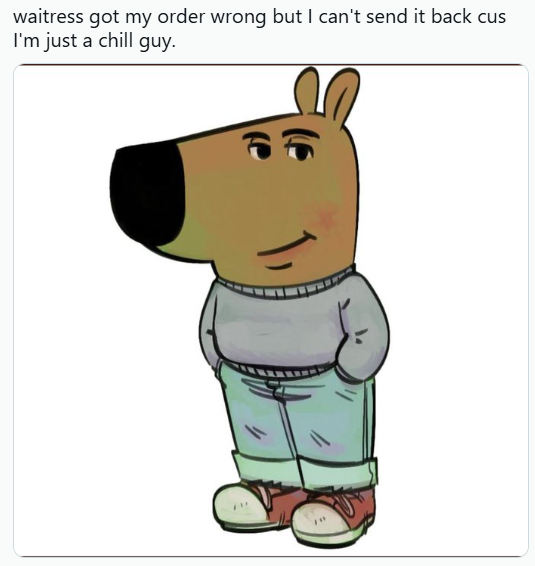 waitress got my order wrong but I can't send it back cus
I'm just a chill guy.